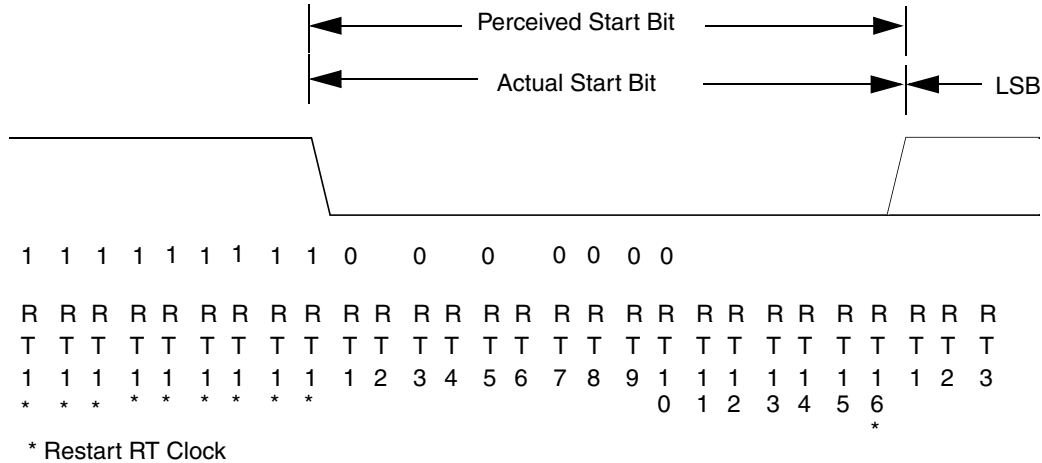 Perceived Start Bit
Actual Start Bit
LSB
1 1 1 1 1 1 1 1 1 0 0 0 0 0 0 0
R R R R R R R R R R R R R R R R R R R R R R R R R R R R
T T T T T T T T T T T T T T T T T T T T T T T T T T T T
1 1 1 1 1 1 1 1 1 1 2 3 4 5 6 7 8 9 1 1 1 1 1 1 1 1 2 3
* * * * * * * * * 0 1 2 3 4 5 6
*
* Restart RT Clock